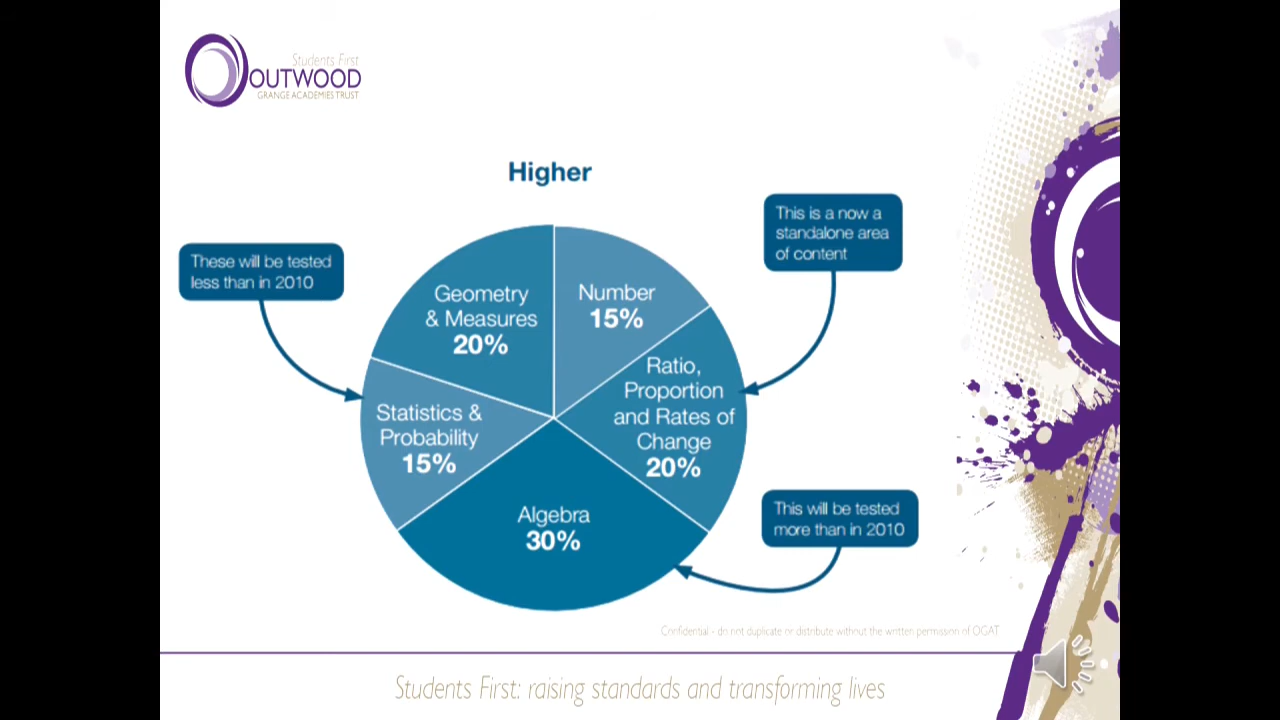 Students First
OUTWOOD
GRANGE ACADEMIES TRUST
Higher
This is a now a
standalone area
of content
These will be tested
less than in 2010
Geometry
& Measures
20%
Number
15%
Ratio,
Proportion
and Rates of
Change
20%
Statistics &
Probability
15%
Algebra
30%
This will be tested
more than in 2010
Confidential - do not duplicate or distribute without the written permission of OGAT
Students First: raising standards and transforming lives